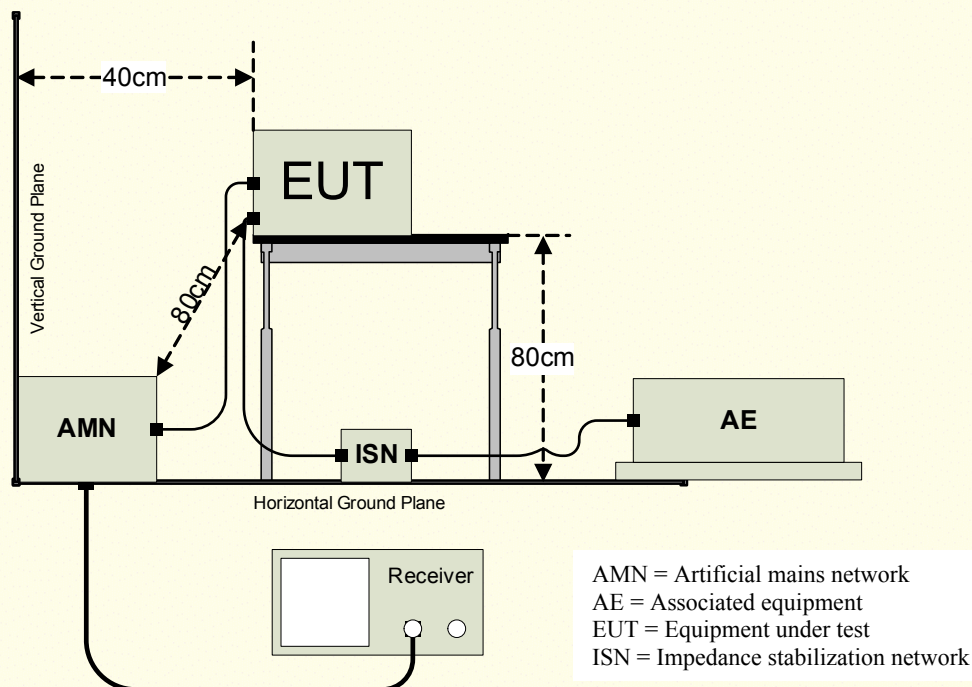 40cm
EUT
Vertical Ground Plane
80cm
80cm
AMN
ISN
AE
Horizontal Ground Plane
Receiver
AMN = Artificial mains network
AE = Associated equipment
EUT = Equipment under test
ISN = Impedance stabilization network